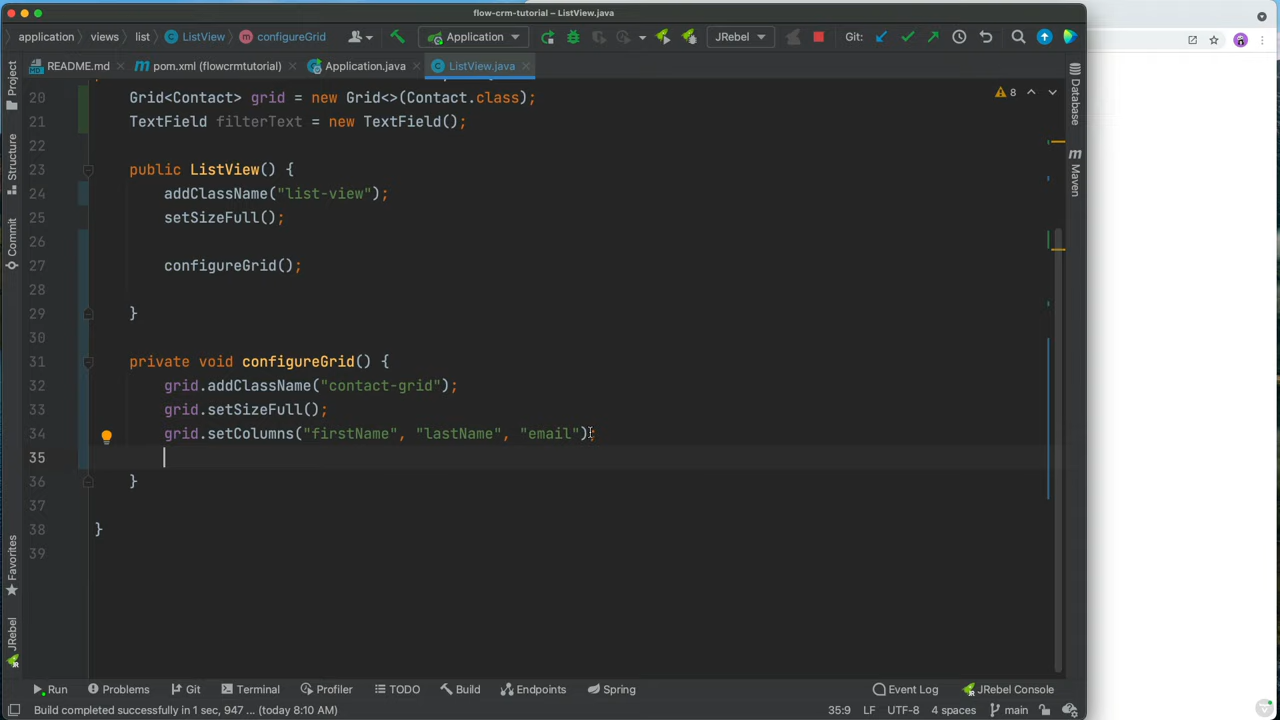 flow-crm-tutorial – ListView.java
application views list ListView configureGrid Application JRebel Git:
README.md pom.xml (flowcrmtutorial) Application.java ListView.java
Project
Structure
Commit
Favorites
JRebel
20 Grid<Contact> grid = new Grid<>(Contact.class);
8
21 TextField filterText = new TextField();
22
23 public ListView() {
24 addClassName("list-view");
25 setSizeFull();
26
27 configureGrid();
28
29 }
30
31 private void configureGrid() {
32 grid.addClassName("contact-grid");
33 grid.setSizeFull();
34 grid.setColumns("firstName", "lastName", "email");
35
36 }
37
38 }
39
Database
Maven
Run Problems Git Terminal Profiler TODO Build Endpoints Spring Event Log JRebel Console
Build completed successfully in 1 sec, 947 ... (today 8:10 AM) 35:9 LF UTF-8 4 spaces main